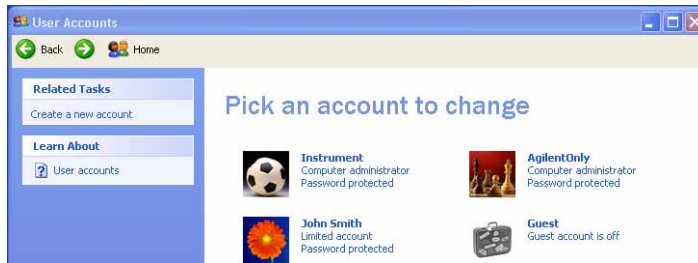 User Accounts
Back Home
Related Tasks
Create a new account
Learn About
User accounts
Pick an account to change
Instrument
Computer administrator
Password protected
AgilentOnly
Computer administrator
Password protected
John Smith
Limited account
Password protected
Guest
Guest account is off